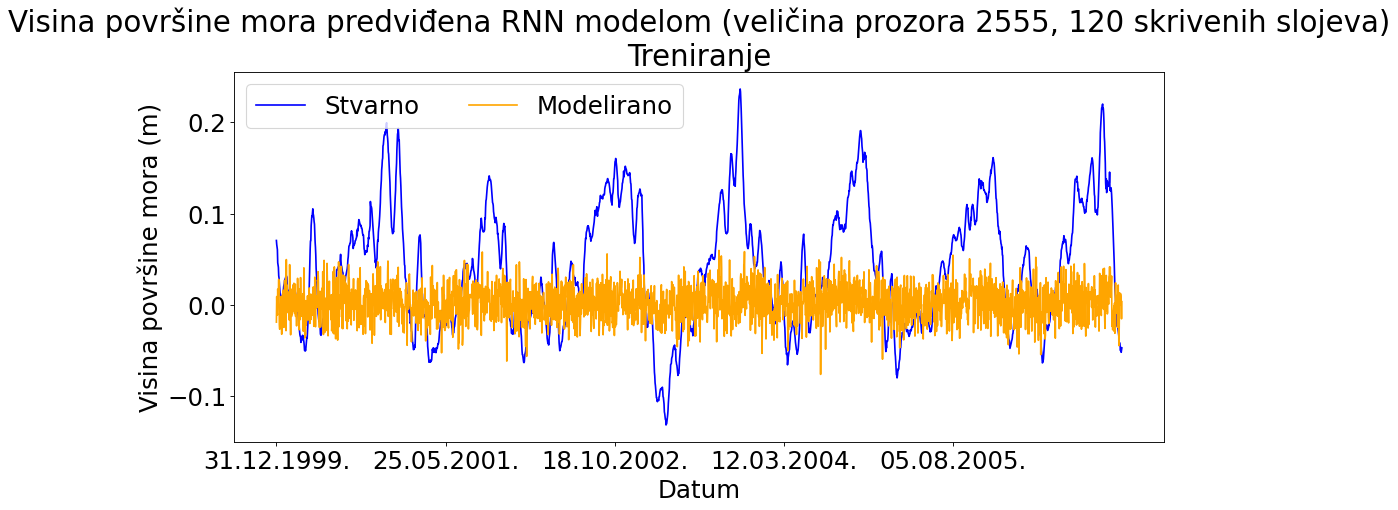 Visina površine mora predviđena RNN modelom (veličina prozora 2555, 120 skrivenih slojeva)
Treniranje
Stvarno Modelirano
Visina površine mora (m)
0.2
0.1
0.0
−0.1
31.12.1999. 25.05.2001. 18.10.2002. 12.03.2004. 05.08.2005.
Datum